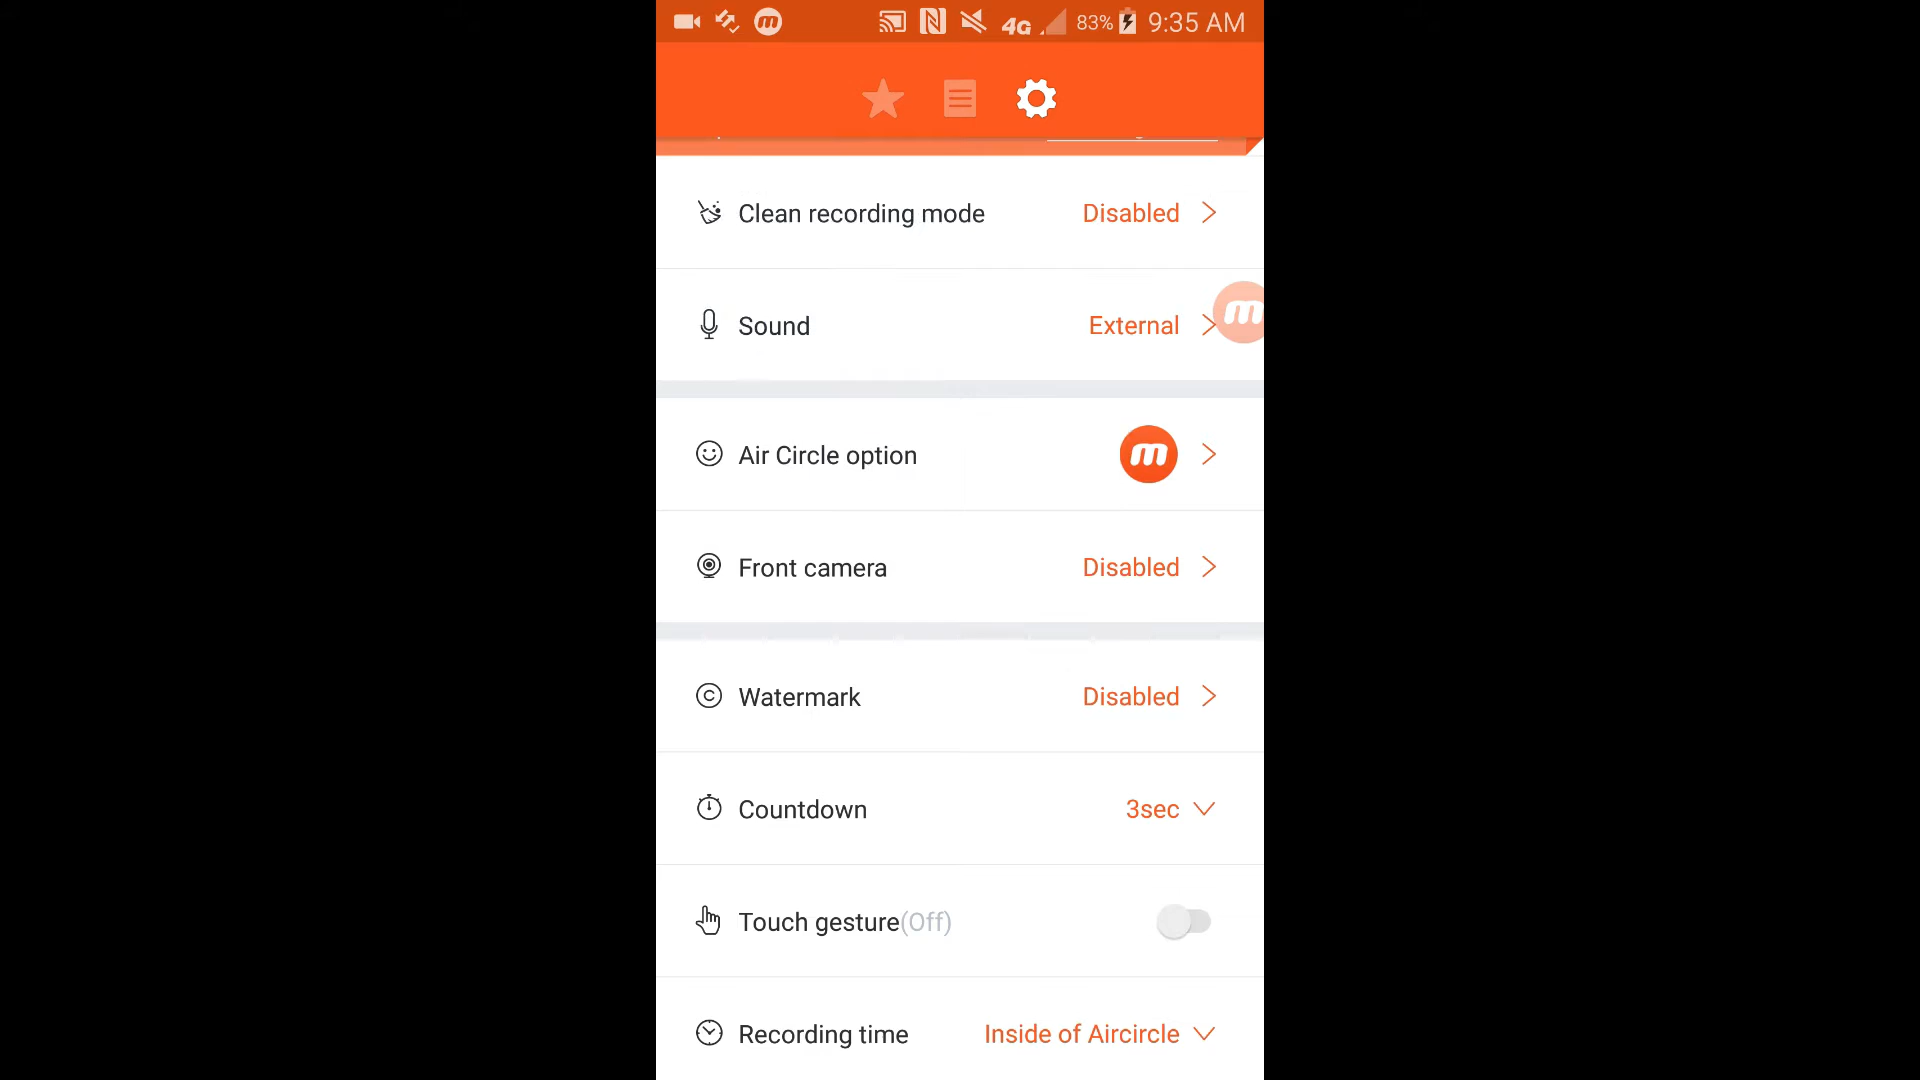 4G 83% 9:35 AM
Clean recording mode Disabled
Sound External
Air Circle option
Front camera Disabled
Watermark Disabled
Countdown 3sec
Touch gesture(Off)
Recording time Inside of Aircircle